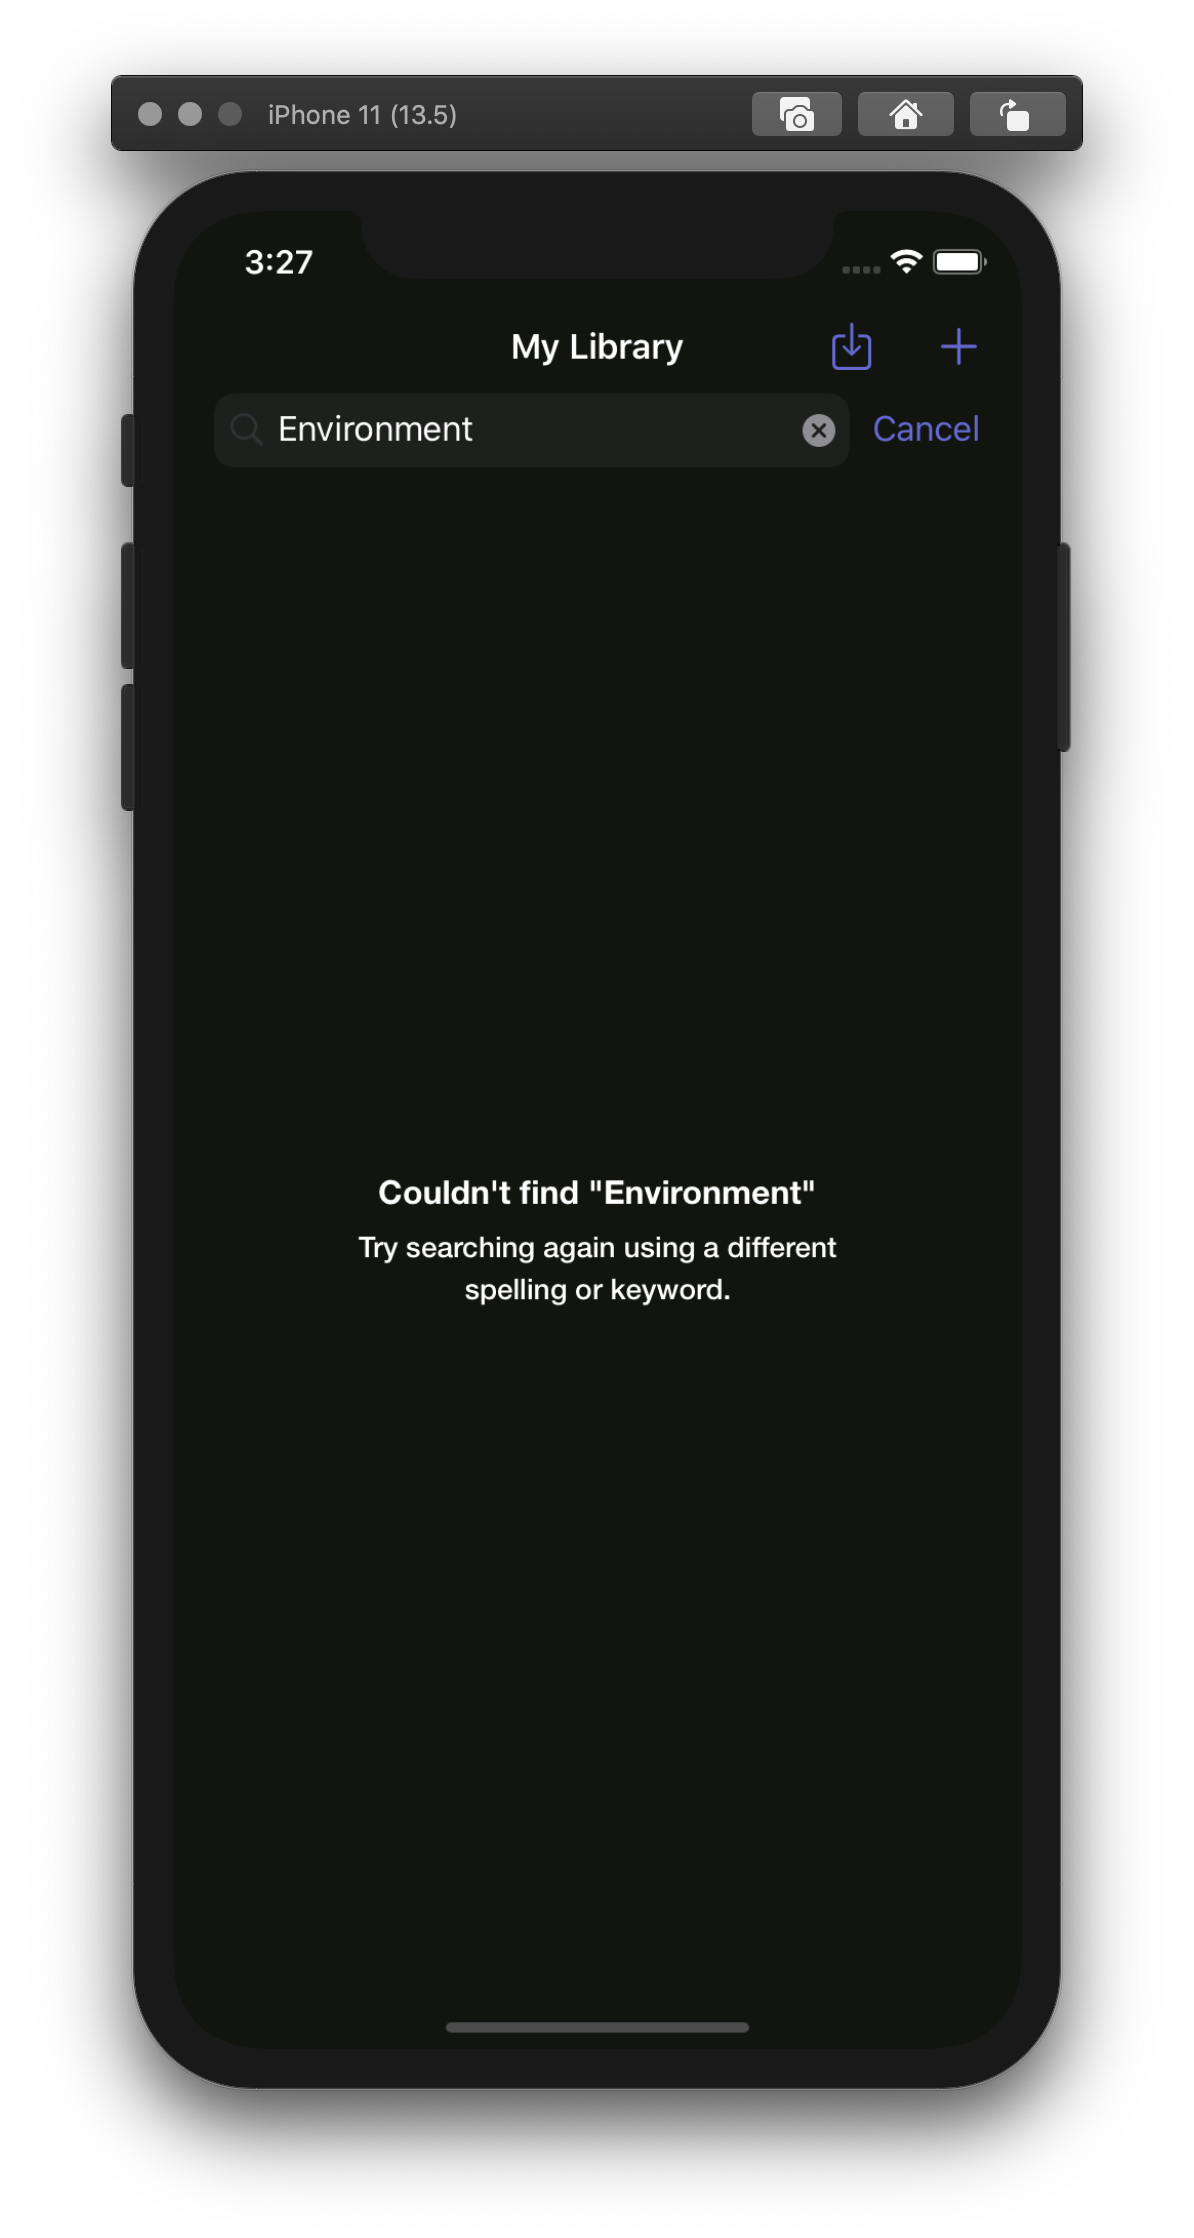 iPhone 11 (13.5)
3:27
My Library
Environment
Cancel
Couldn't find "Environment"
Try searching again using a different
spelling or keyword.